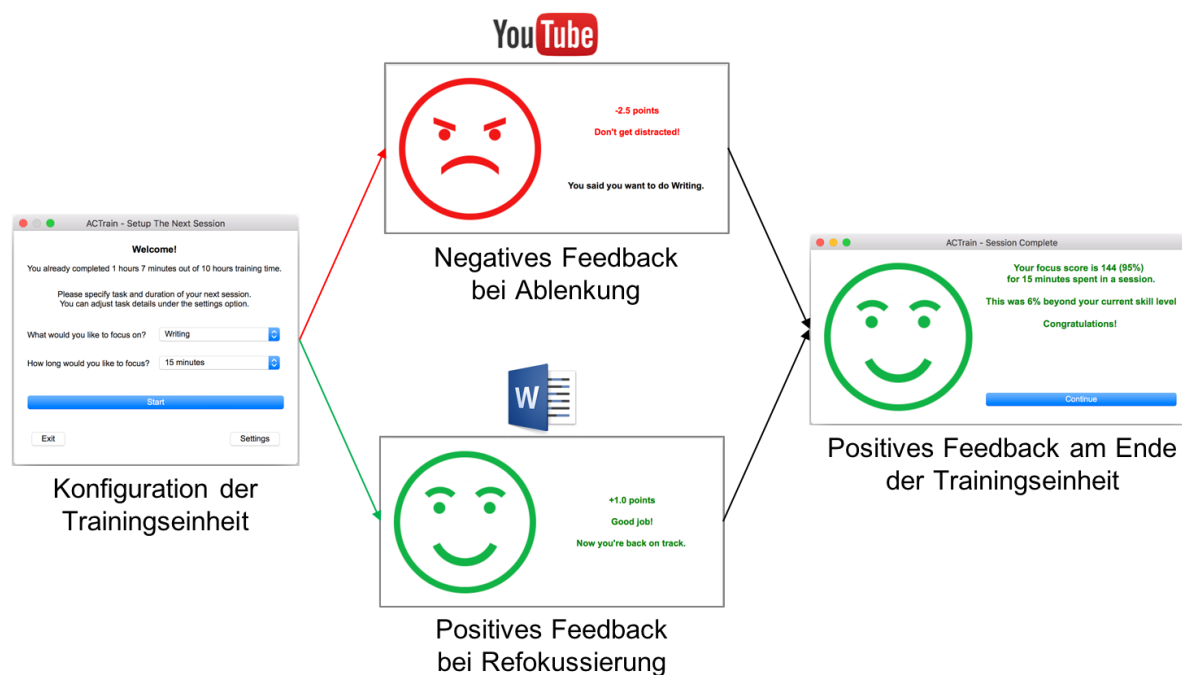 YouTube
-2.5 points
Don't get distracted!
You said you want to do Writing.
Negatives Feedback
bei Ablenkung
ACTrain - Setup The Next Session
Welcome!
You already completed 1 hours 7 minutes out of 10 hours training time.
Please specify task and duration of your next session.
You can adjust task details under the settings option.
What would you like to focus on? Writing
How long would you like to focus? 15 minutes
Start
Exit Settings
Konfiguration der
Trainingseinheit
W
+1.0 points
Good job!
Now you're back on track.
Positives Feedback
bei Refokussierung
ACTrain - Session Complete
Your focus score is 144 (95%)
for 15 minutes spent in a session.
This was 6% beyond your current skill level
Congratulations!
Continue
Positives Feedback am Ende
der Trainingseinheit